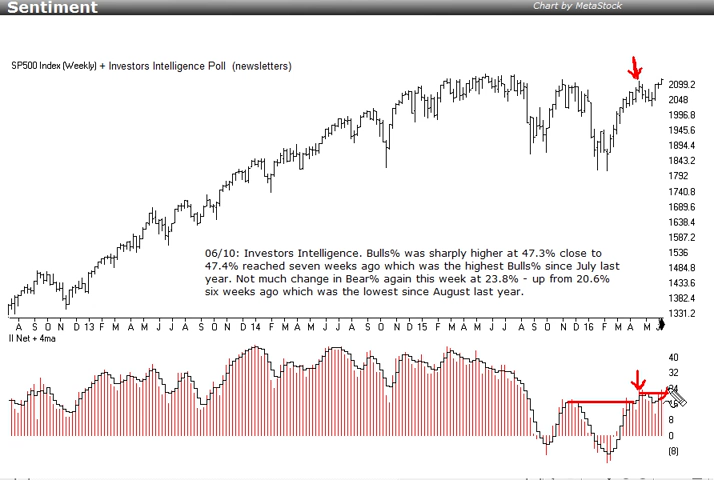 Sentiment
Chart by MetaStock
SP500 Index (Weekly) + Investors Intelligence Poll (newsletters)
2099.2
2048
1996.8
1945.6
1894.4
1843.2
1792
1740.8
1689.6
1638.4
1587.2
1536
1484.8
1433.6
1382.4
1331.2
06/10: Investors Intelligence. Bulls% was sharply higher at 47.3% close to
47.4% reached seven weeks ago which was the highest Bulls% since July last
year. Not much change in Bear% again this week at 23.8% - up from 20.6%
six weeks ago which was the lowest since August last year.
A S O N D 13 F M A M J J A S O N D 14 F M A M J J A S O N D 15 F M A M J J A S O N D 16 F M A M J
II Net + 4ma
40
32
24
16
8
0
(8)